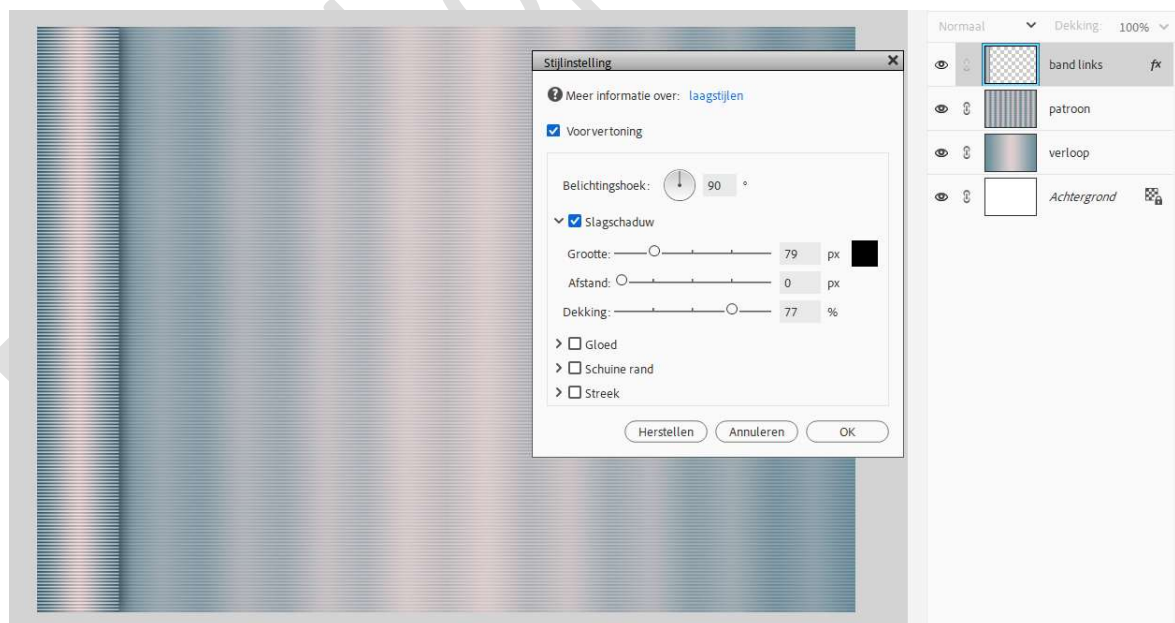 Normaal Dekking: 100%
Stijlinstelling
Meer informatie over: laagstijlen
Voorvertoning
Belichtingshoek: 90 °
Slagschaduw
Grootte: 79 px
Afstand: 0 px
Dekking: 77 %
Gloed
Schuine rand
Streek
Herstellen Annuleren OK
band links fx
patroon
verloop
Achtergrond